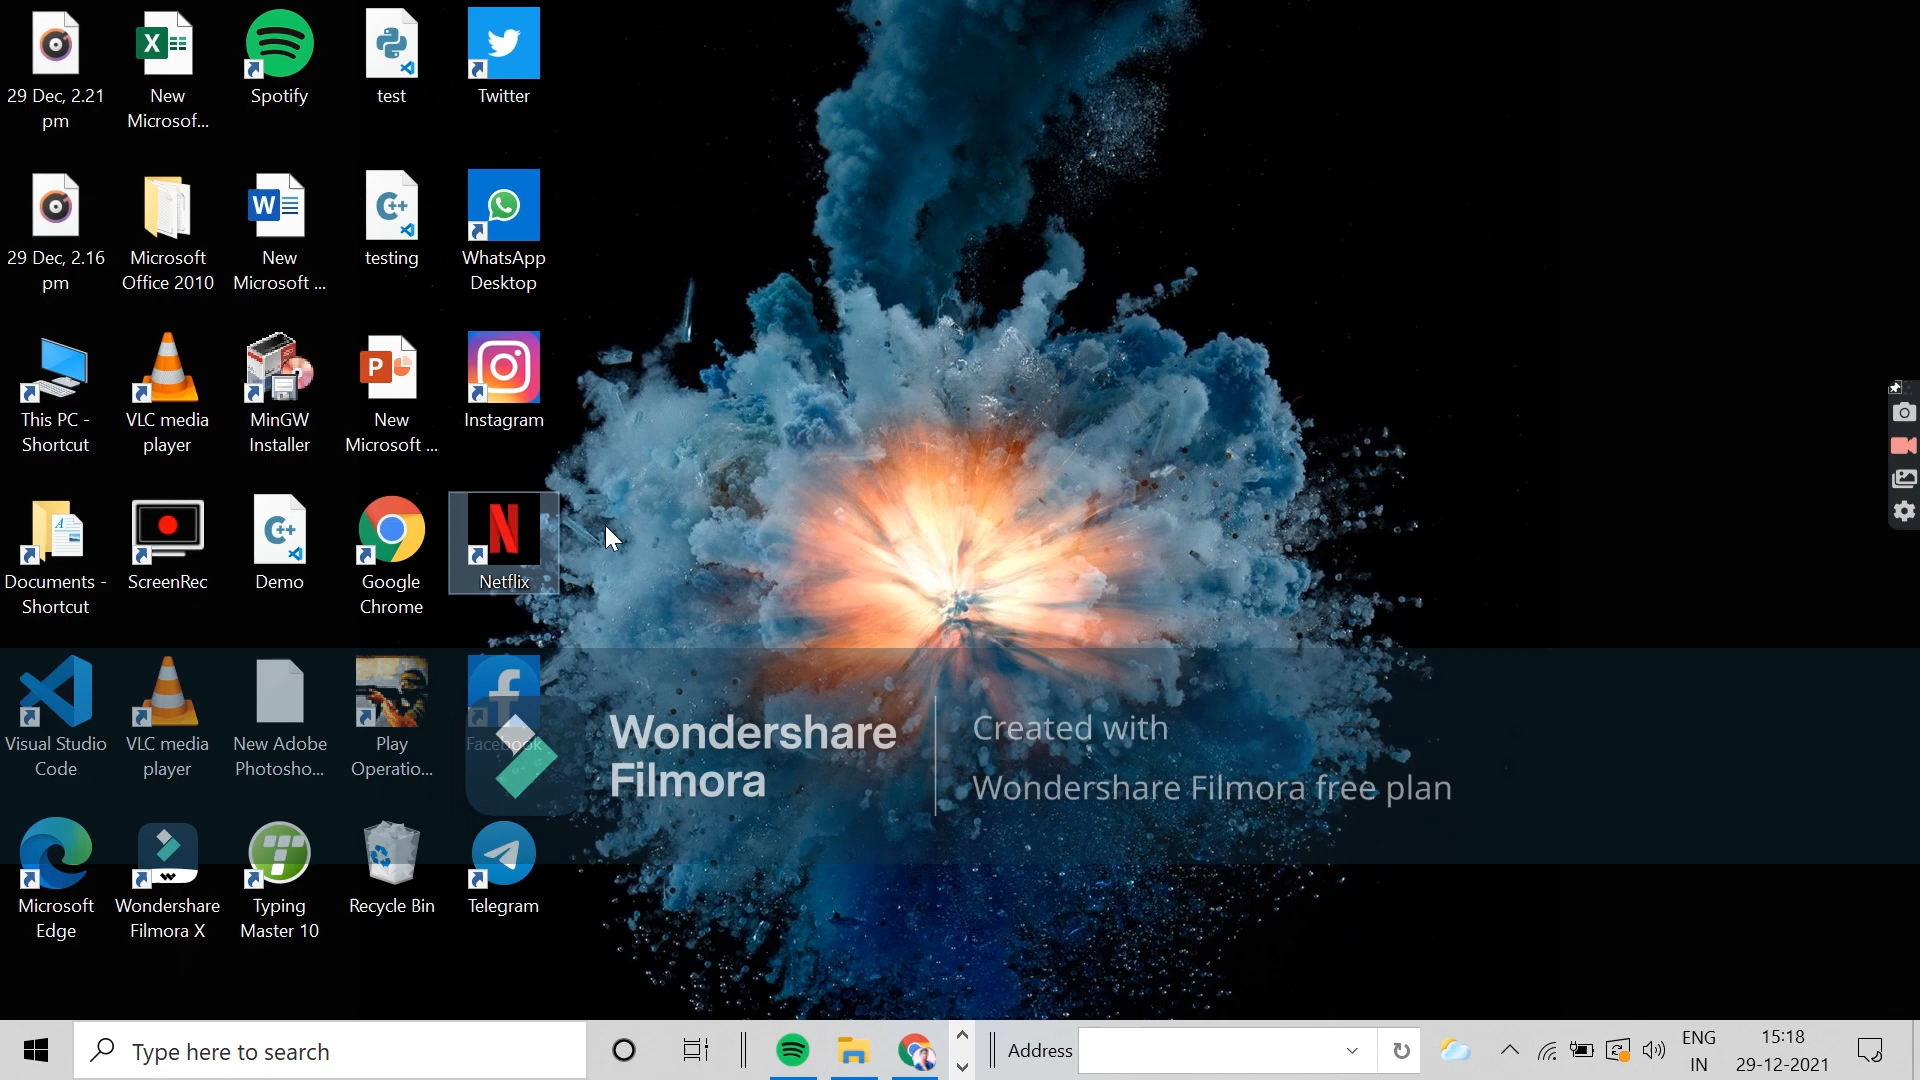 29 Dec, 2.21
pm
New
Microsof...
Spotify
test
Twitter
29 Dec, 2.16
pm
Microsoft
Office 2010
New
Microsoft ...
testing
WhatsApp
Desktop
This PC -
Shortcut
VLC media
player
MinGW
Installer
New
Microsoft ...
Instagram
Documents -
Shortcut
ScreenRec
Demo
Google
Chrome
Netflix
Visual Studio
Code
VLC media
player
New Adobe
Photosho...
Play
Operatio...
Facebook
Wondershare
Filmora
Created with
Wondershare Filmora free plan
Microsoft
Edge
Wondershare
Filmora X
Typing
Master 10
Recycle Bin
Telegram
Type here to search
Address
ENG
IN
15:18
29-12-2021